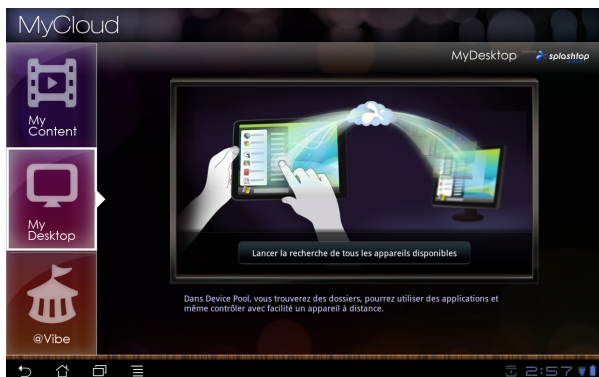 MyCloud
MyDesktop
splashtop
My
Content
My
Desktop
@Vibe
Lancer la recherche de tous les appareils disponibles
Dans Device Pool, vous trouverez des dossiers, pourrez utiliser des applications et
même contrôler avec facilité un appareil à distance.
2:57